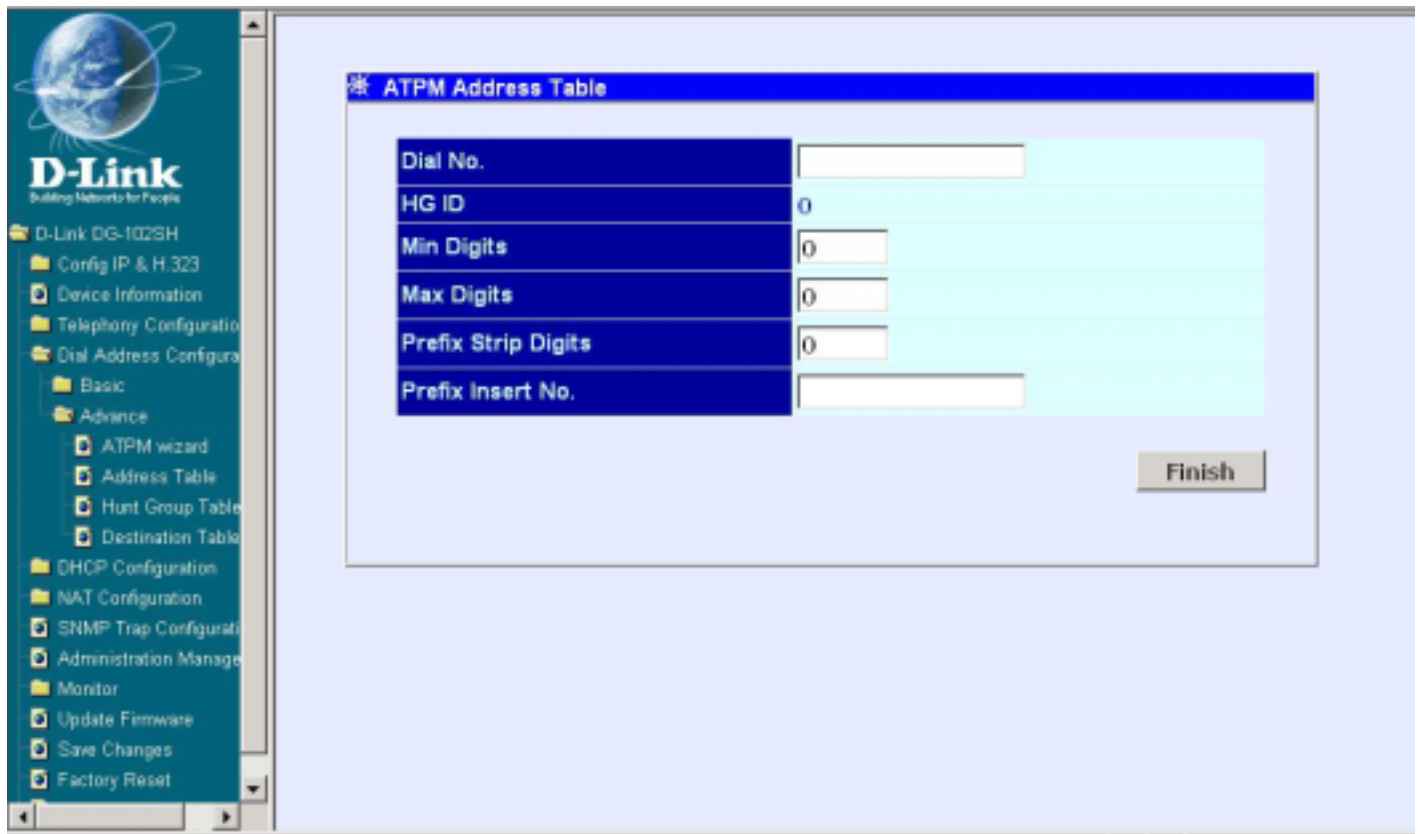 D-Link
Building Networks for People
D-Link DG-102SH
Config IP & H.323
Device Information
Telephony Configuratio
Dial Address Configura
Basic
Advance
ATPM wizard
Address Table
Hunt Group Table
Destination Table
DHCP Configuration
NAT Configuration
SNMP Trap Configurati
Administration Manage
Monitor
Update Firmware
Save Changes
Factory Reset
ATPM Address Table
Dial No.
HG ID 0
Min Digits 0
Max Digits 0
Prefix Strip Digits 0
Prefix Insert No.
Finish